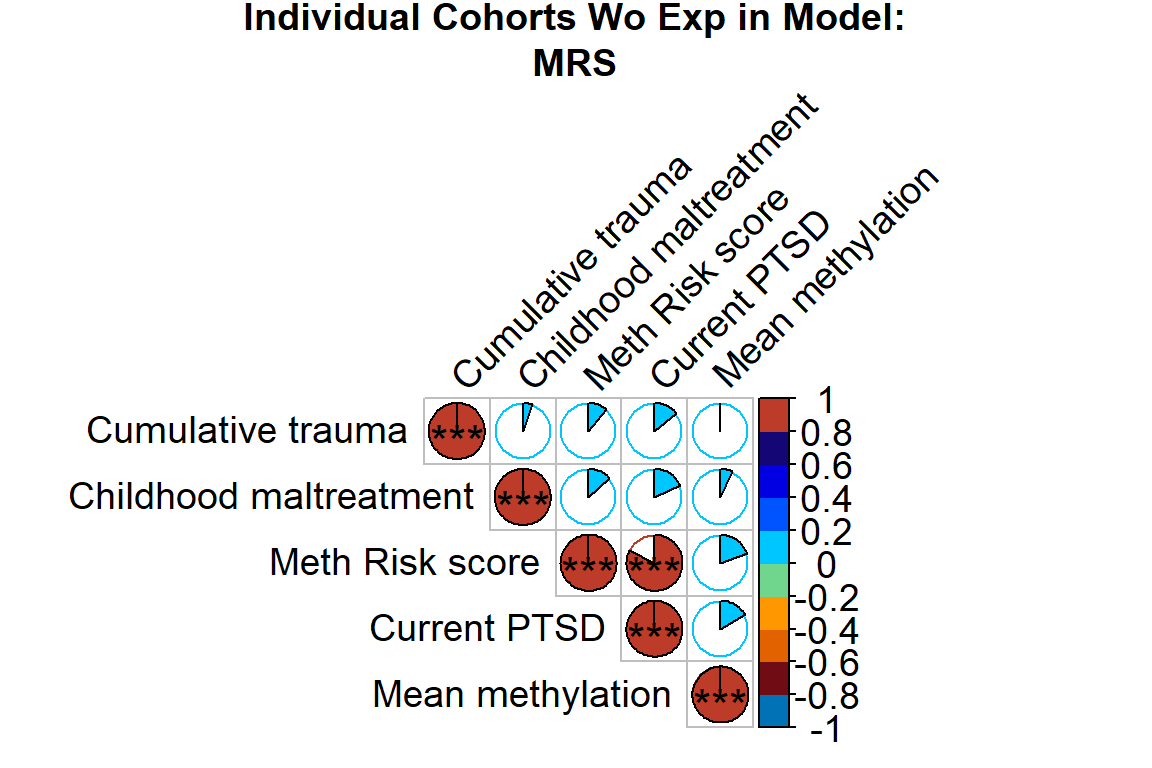 Individual Cohorts Wo Exp in Model:
MRS
Cumulative trauma
Childhood maltreatment
Meth Risk score
Current PTSD
Mean methylation
Cumulative trauma
***
Childhood maltreatment
***
Meth Risk score
*** ***
Current PTSD
***
Mean methylation
***
1
0.8
0.6
0.4
0.2
0
-0.2
-0.4
-0.6
-0.8
-1